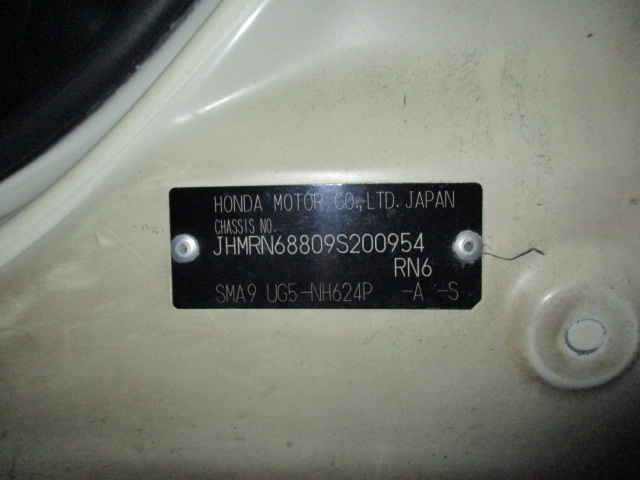 HONDA MOTOR CO.,LTD. JAPAN
CHASSIS NO.
JHMRN68809S200954
RN6
SMA9 UG5-NH624P -A -S